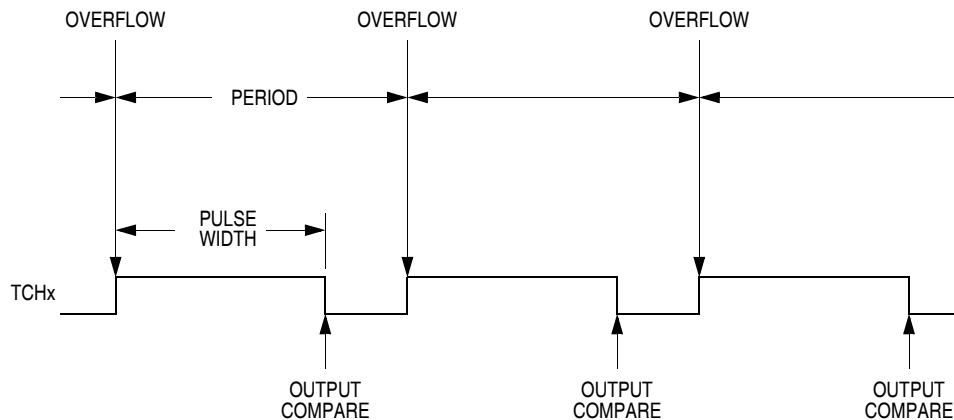 OVERFLOW OVERFLOW OVERFLOW
PERIOD
PULSE
WIDTH
TCHx
OUTPUT
COMPARE
OUTPUT
COMPARE
OUTPUT
COMPARE